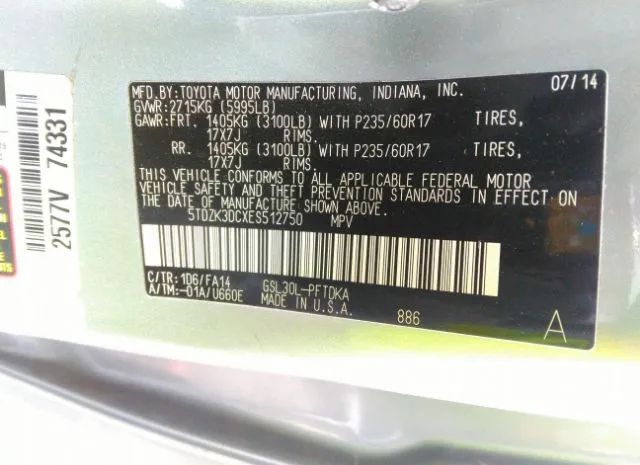 MFD.BY:TOYOTA MOTOR MANUFACTURING, INDIANA, INC. 07/14
GVWR:2715KG (5995LB)
GAWR:FRT. 1405KG (3100LB) WITH P235/60R17 TIRES,
17X7J RIMS
RR. 1405KG (3100LB) WITH P235/60R17 TIRES,
17X7J RIMS
THIS VEHICLE CONFORMS TO ALL APPLICABLE FEDERAL MOTOR
VEHICLE SAFETY AND THEFT PREVENTION STANDARDS IN EFFECT ON
THE DATE OF MANUFACTURE SHOWN ABOVE.
5TDZK3DCXES512750 MPV
C/TR:1D6/FA14 GSL30L-PFTDKA
A/TM:-01A/U660E MADE IN U.S.A. 886 A
2577V 74331